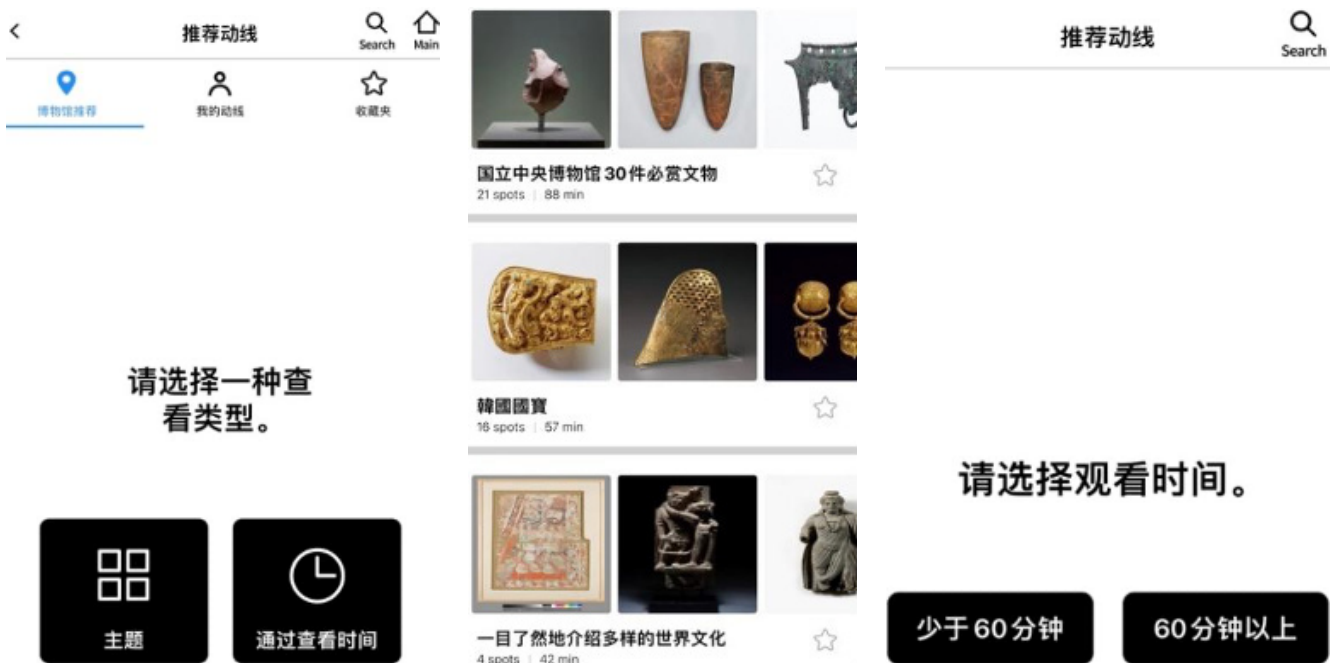 推荐动线
Search
Main
博物馆推荐
我的动线
收藏夹
请选择一种查
看类型。
主题
通过查看时间
国立中央博物馆30件必赏文物
21 spots | 88 min
韓國國寶
16 spots | 57 min
一目了然地介绍多样的世界文化
4 spots | 42 min
推荐动线
Search
请选择观看时间。
少于60分钟
60分钟以上